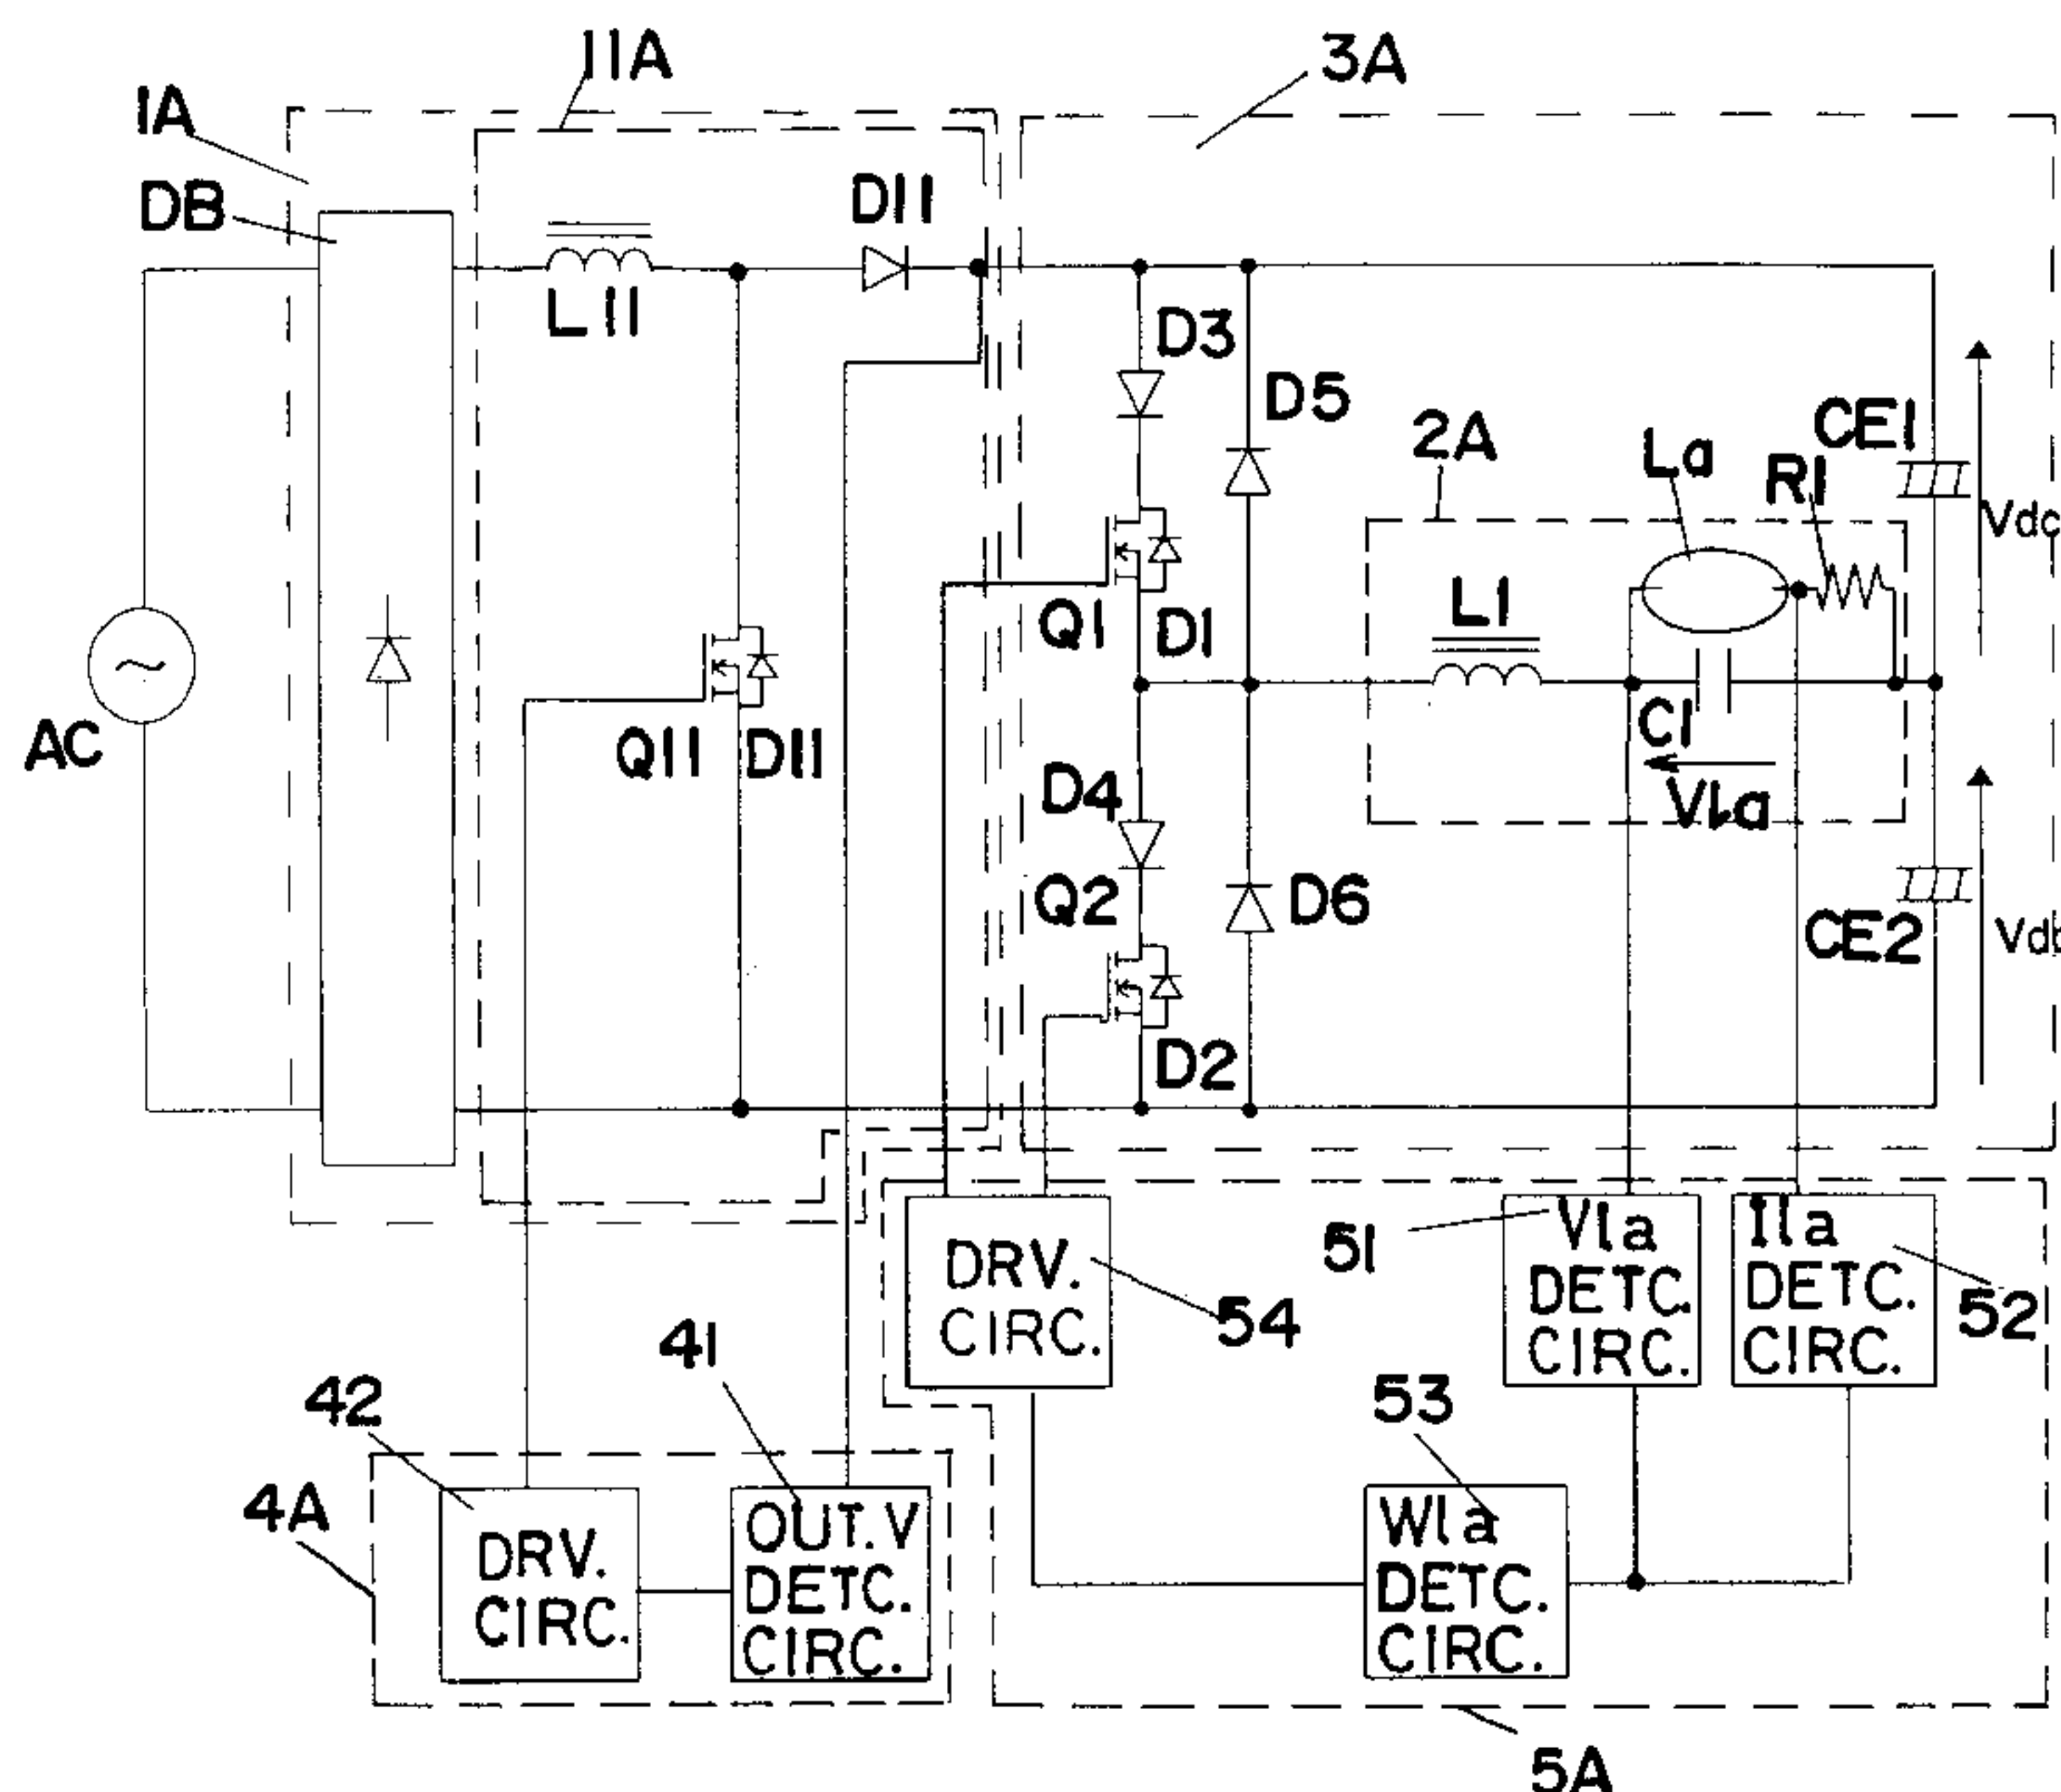 11A
3A
1A
DB
D11
L11
D3
D5
CE1
2A
La
R1
Vdc
L1
Q1
D1
AC
Q11
D11
C1
Vla
D4
Q2
D6
CE2
D2
51
Vla
DETC.
CIRC.
Ila
DETC.
CIRC.
52
DRV.
CIRC.
54
41
42
53
4A
DRV.
CIRC.
OUT.V
DETC.
CIRC.
Wla
DETC.
CIRC.
5A